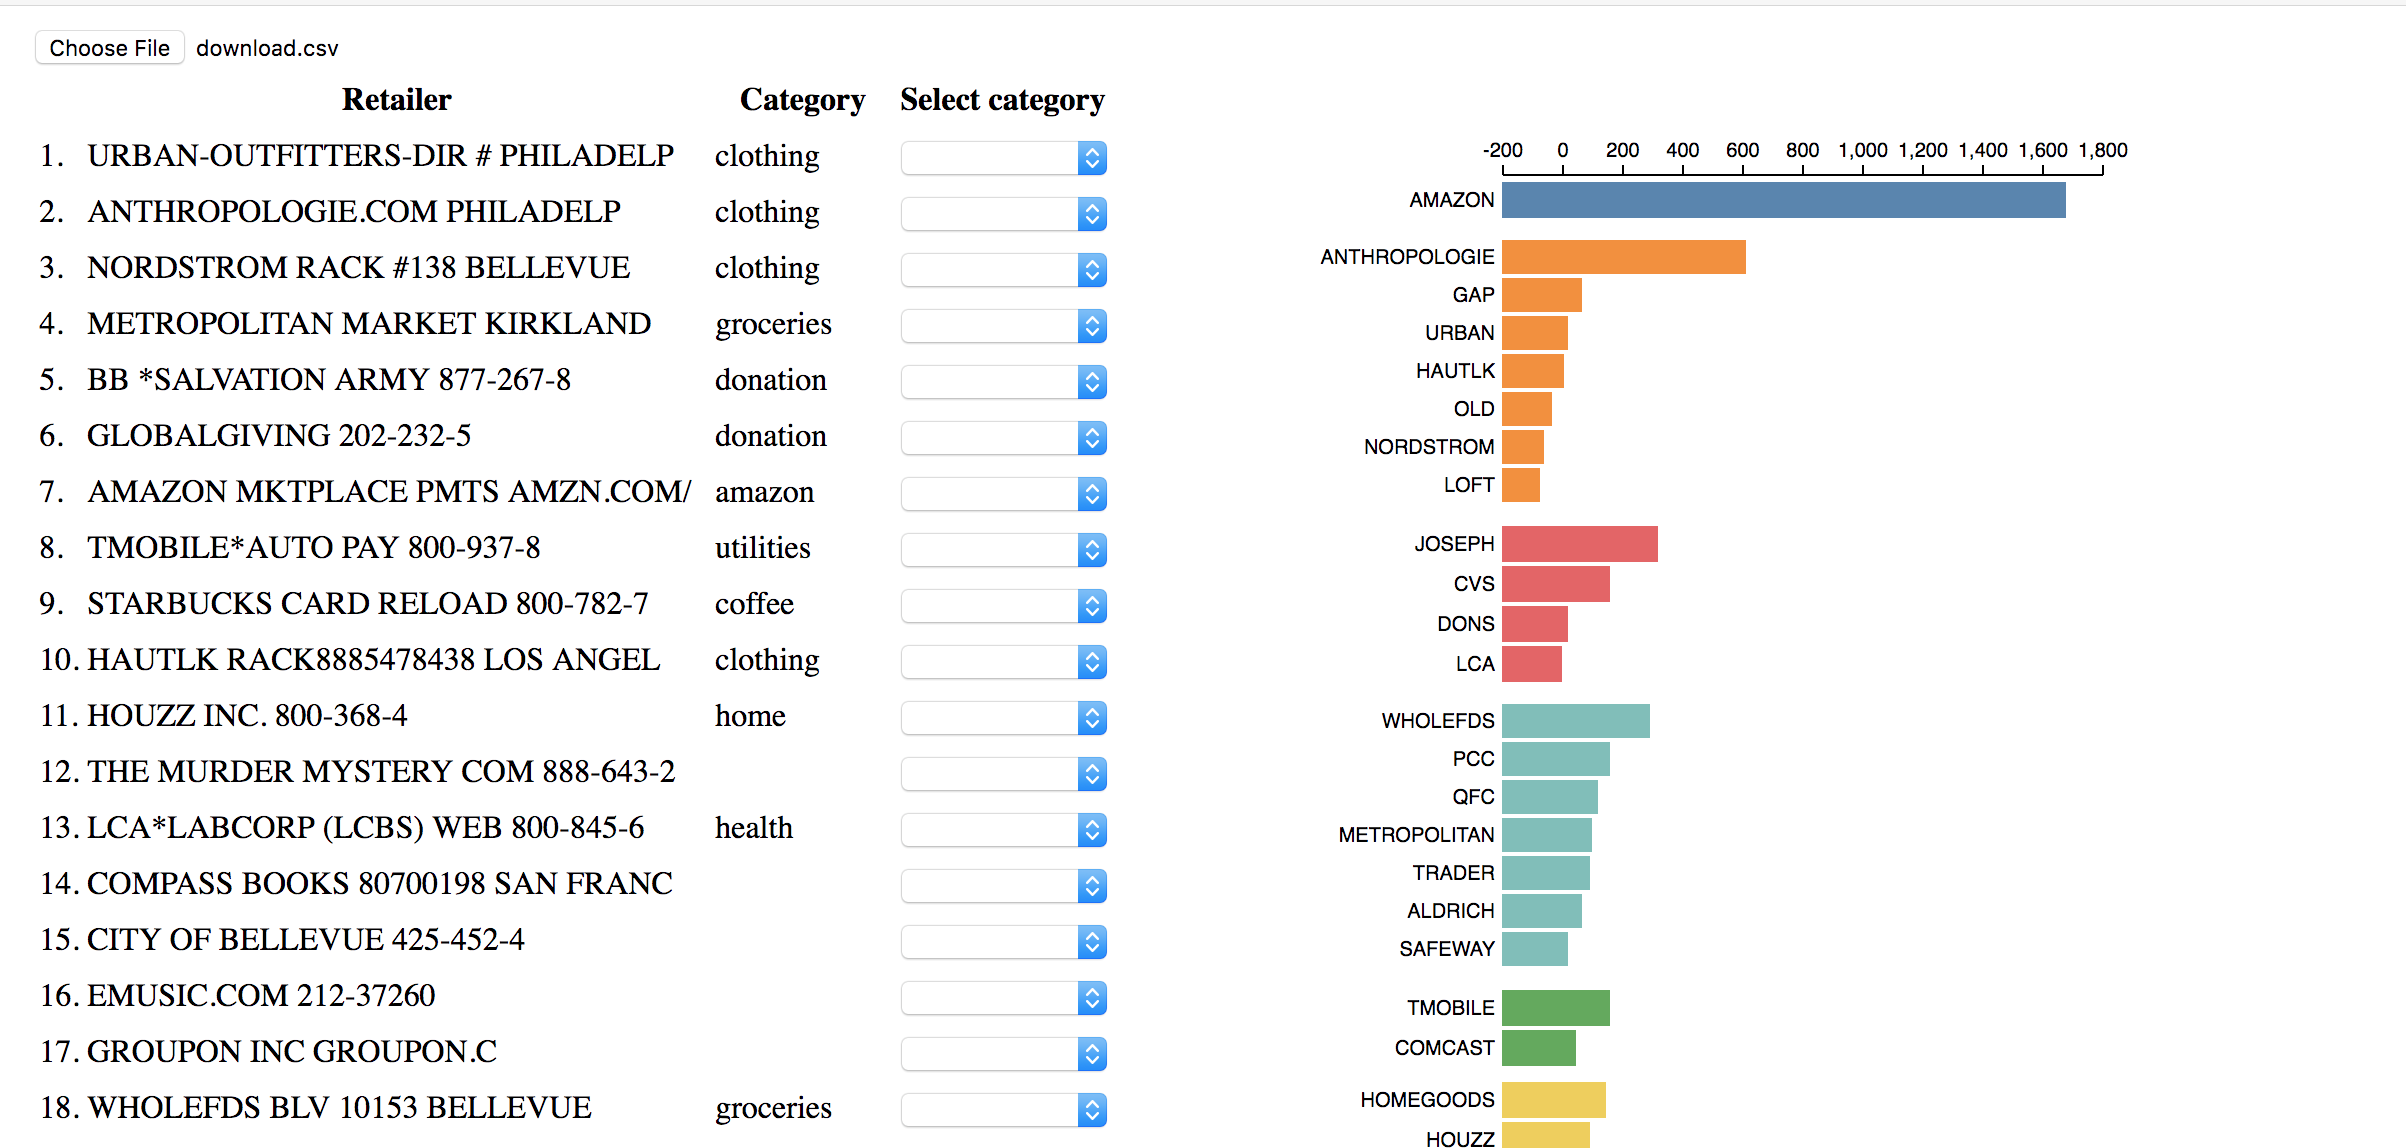 Choose File download.csv
Retailer Category Select category
1. URBAN-OUTFITTERS-DIR # PHILADELP clothing
2. ANTHROPOLOGIE.COM PHILADELP clothing
3. NORDSTROM RACK #138 BELLEVUE clothing
4. METROPOLITAN MARKET KIRKLAND groceries
5. BB *SALVATION ARMY 877-267-8 donation
6. GLOBALGIVING 202-232-5 donation
7. AMAZON MKTPLACE PMTS AMZN.COM/ amazon
8. TMOBILE*AUTO PAY 800-937-8 utilities
9. STARBUCKS CARD RELOAD 800-782-7 coffee
10. HAUTLK RACK8885478438 LOS ANGEL clothing
11. HOUZZ INC. 800-368-4 home
12. THE MURDER MYSTERY COM 888-643-2
13. LCA*LABCORP (LCBS) WEB 800-845-6 health
14. COMPASS BOOKS 80700198 SAN FRANC
15. CITY OF BELLEVUE 425-452-4
16. EMUSIC.COM 212-37260
17. GROUPON INC GROUPON.C
18. WHOLEFDS BLV 10153 BELLEVUE groceries
-200 0 200 400 600 800 1,000 1,200 1,400 1,600 1,800
AMAZON
ANTHROPOLOGIE
GAP
URBAN
HAUTLK
OLD
NORDSTROM
LOFT
JOSEPH
CVS
DONS
LCA
WHOLEFDS
PCC
QFC
METROPOLITAN
TRADER
ALDRICH
SAFEWAY
TMOBILE
COMCAST
HOMEGOODS
HOUZZ